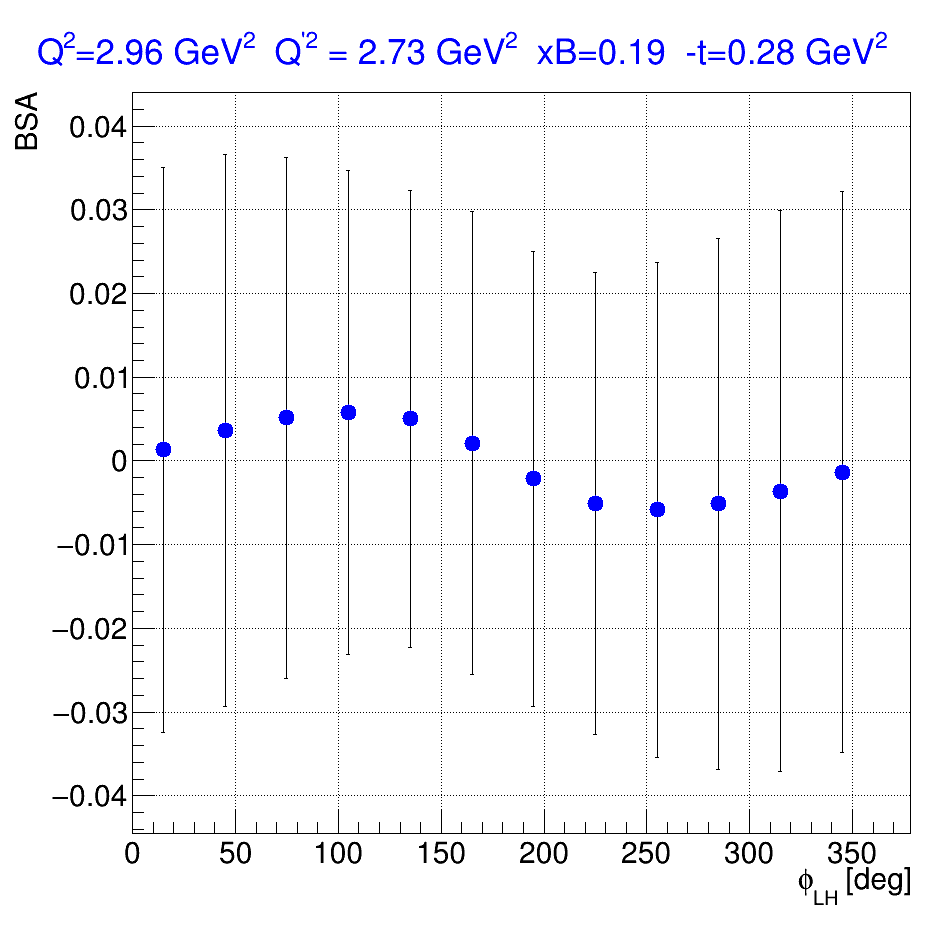 Q²=2.96 GeV² Q'² = 2.73 GeV² xB=0.19 -t=0.28 GeV²
BSA
0.04
0.03
0.02
0.01
0
−0.01
−0.02
−0.03
−0.04
0 50 100 150 200 250 300 350
ϕLH [deg]